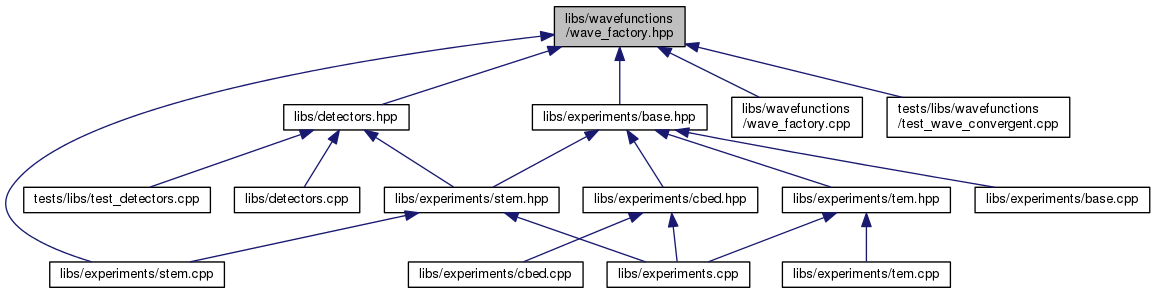 libs/wavefunctions
/wave_factory.hpp
libs/detectors.hpp
libs/experiments/base.hpp
libs/wavefunctions
/wave_factory.cpp
tests/libs/wavefunctions
/test_wave_convergent.cpp
tests/libs/test_detectors.cpp
libs/detectors.cpp
libs/experiments/stem.hpp
libs/experiments/cbed.hpp
libs/experiments/tem.hpp
libs/experiments/base.cpp
libs/experiments/stem.cpp
libs/experiments/cbed.cpp
libs/experiments.cpp
libs/experiments/tem.cpp